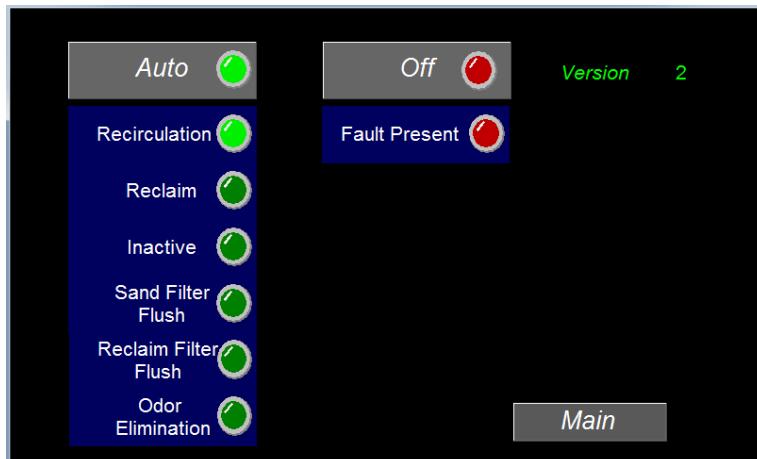 Auto
Off
Version 2
Recirculation
Fault Present
Reclaim
Inactive
Sand Filter
Flush
Reclaim Filter
Flush
Odor
Elimination
Main